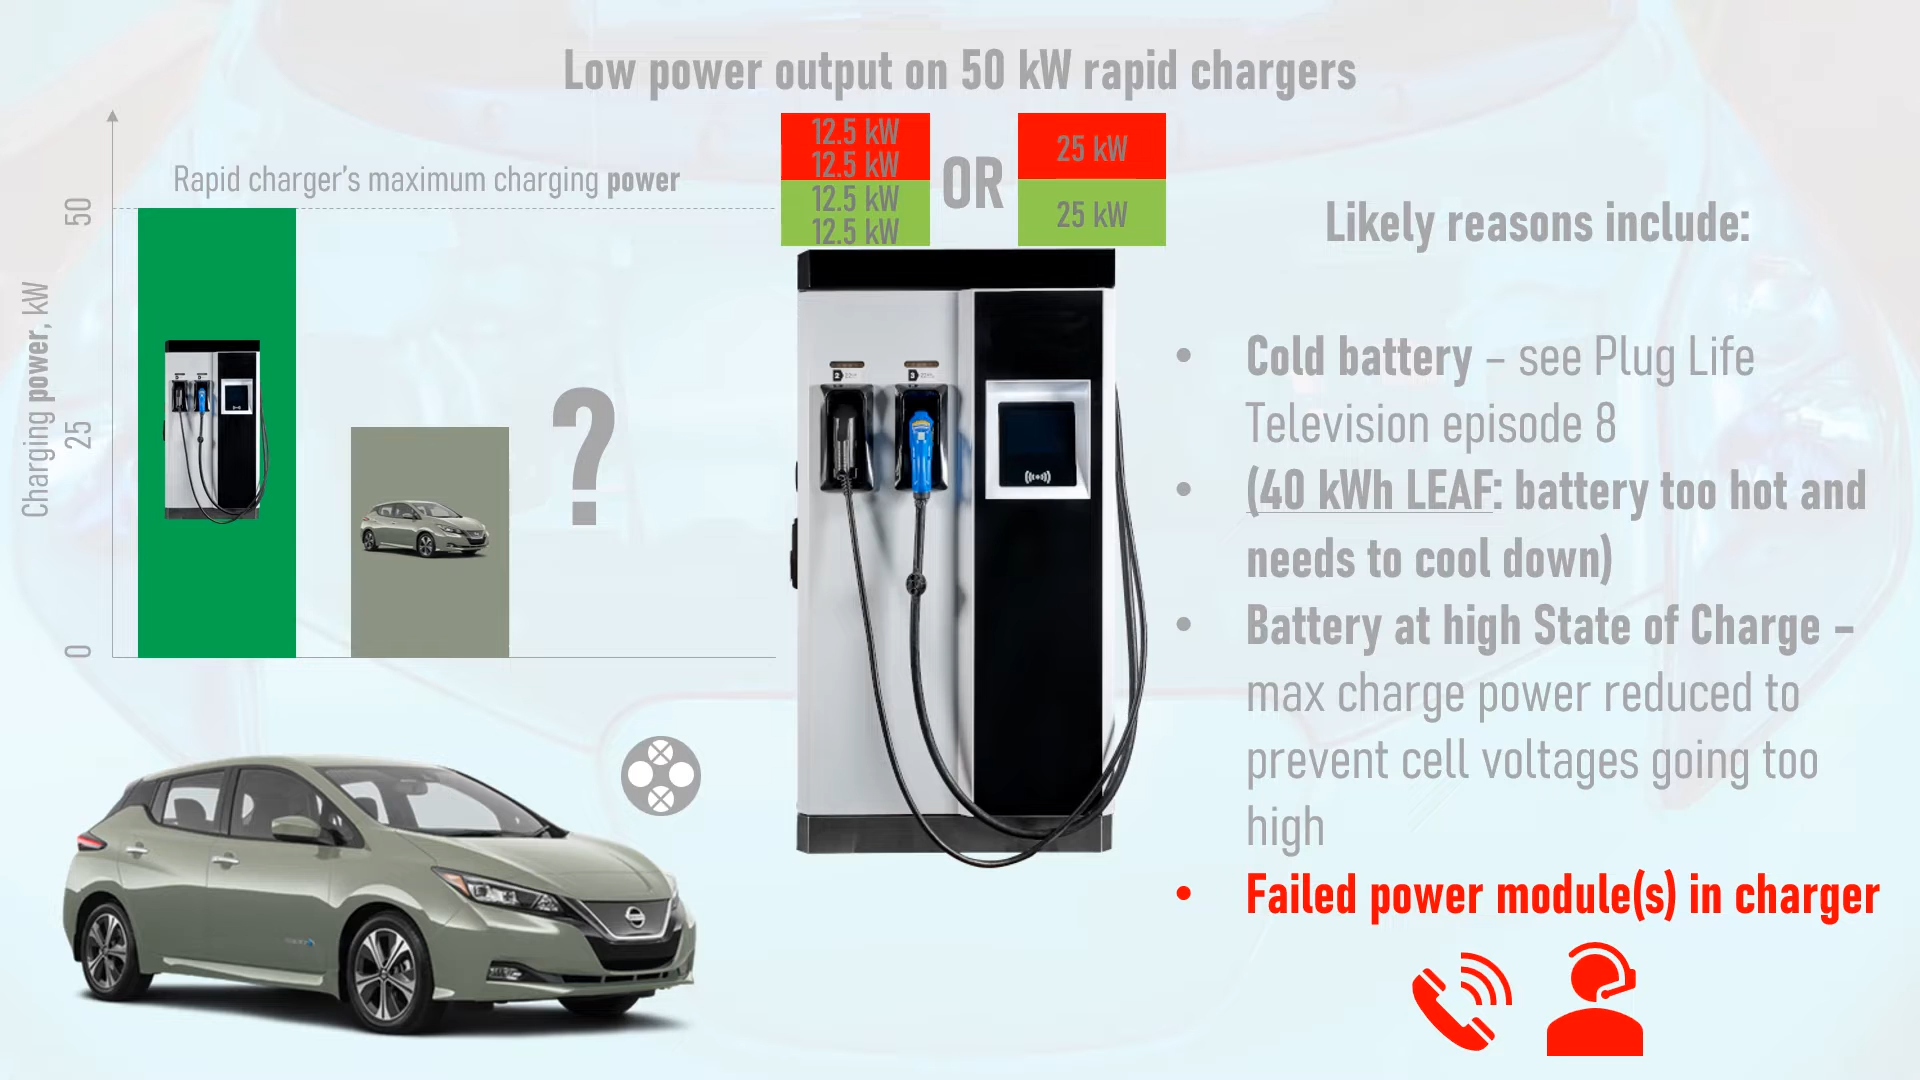 Low power output on 50 kW rapid chargers
Rapid charger's maximum charging power
Charging power, kW
50
25
0
?
12.5 kW
12.5 kW
12.5 kW
12.5 kW
OR
25 kW
25 kW
2
3
Likely reasons include:
• Cold battery – see Plug Life
Television episode 8
• (40 kWh LEAF: battery too hot and
needs to cool down)
• Battery at high State of Charge –
max charge power reduced to
prevent cell voltages going too
high
• Failed power module(s) in charger